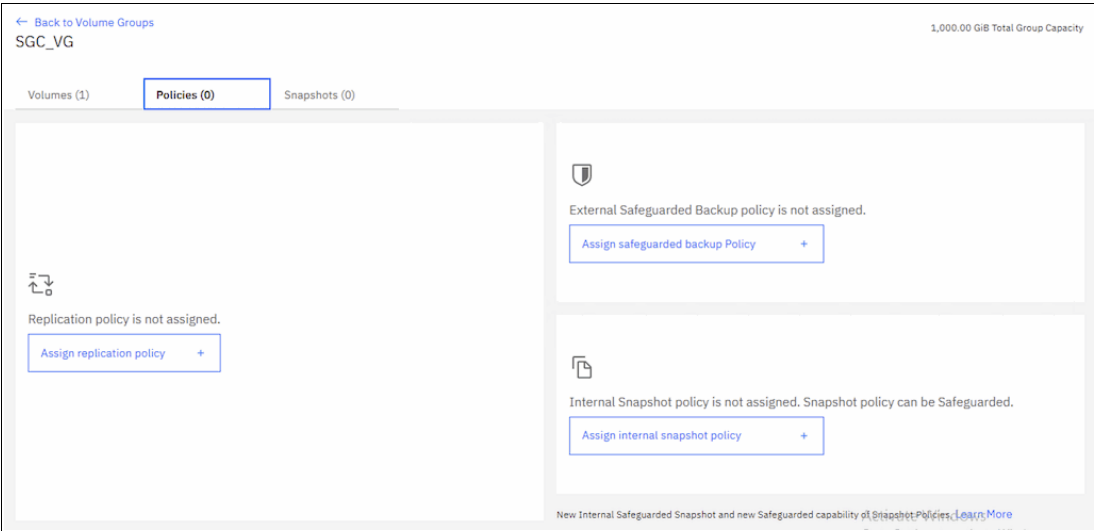 ← Back to Volume Groups
SGC_VG
1,000.00 GiB Total Group Capacity
Volumes (1)
Policies (0)
Snapshots (0)
Replication policy is not assigned.
Assign replication policy +
External Safeguarded Backup policy is not assigned.
Assign safeguarded backup Policy +
Internal Snapshot policy is not assigned. Snapshot policy can be Safeguarded.
Assign internal snapshot policy +
New Internal Safeguarded Snapshot and new Safeguarded capability of Snapshot Policies. Learn More
Activate Windows